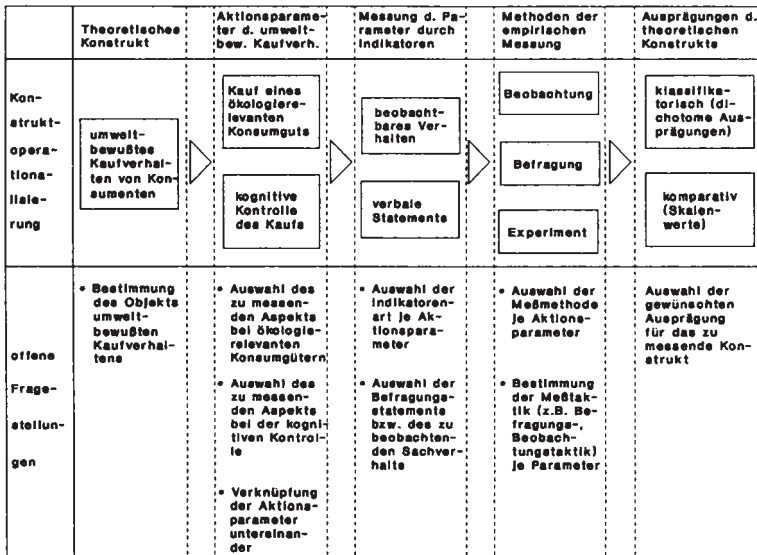 Theoretisches
Konstrukt
Aktionsparame-
ter d. umwelt-
bew. Kaufverh.
Messung d. Pa-
rameter durch
Indikatoren
Methoden der
empirischen
Messung
Ausprägungen d.
theoretischen
Konstrukts
Kon-
strukt-
opera-
tiona-
lisie-
rung
umwelt-
bewußtes
Kaufverhal-
ten von Kon-
sumenten
Kauf eines
ökologiere-
levanten
Konsumguts
kognitive
Kontrolle
des Kaufs
beobacht-
bares Ver-
halten
verbale
Statements
Beobachtung
Befragung
Experiment
klassifika-
torisch (di-
chotome Aus-
prägungen)
komparativ
(Skalen-
werte)
offene
Frage-
stellun-
gen
• Bestimmung
des Objekts
umwelt-
bewußten
Kaufverhal-
tens
• Auswahl des
zu messen-
den Aspekts
bei ökologie-
relevanten
Konsumgütern
• Auswahl des
zu messen-
den Aspekts
bei der kogni-
tiven Kontrol-
le
• Verknüpfung
der Aktions-
parameter
untereinan-
der
• Auswahl der
Indikatoren-
art je Ak-
tionspara-
meter
• Auswahl der
Befragungs-
statements
bzw. des zu
beobachten-
den Sachver-
halts
• Auswahl der
Meßmethode
je Aktions-
parameter
• Bestimmung
der Meßtak-
tik (z.B. Be-
fragungs-,
Beobach-
tungstaktik)
je Parameter
Auswahl der
gewünschten
Ausprägung
für das zu
messende Kon-
strukt